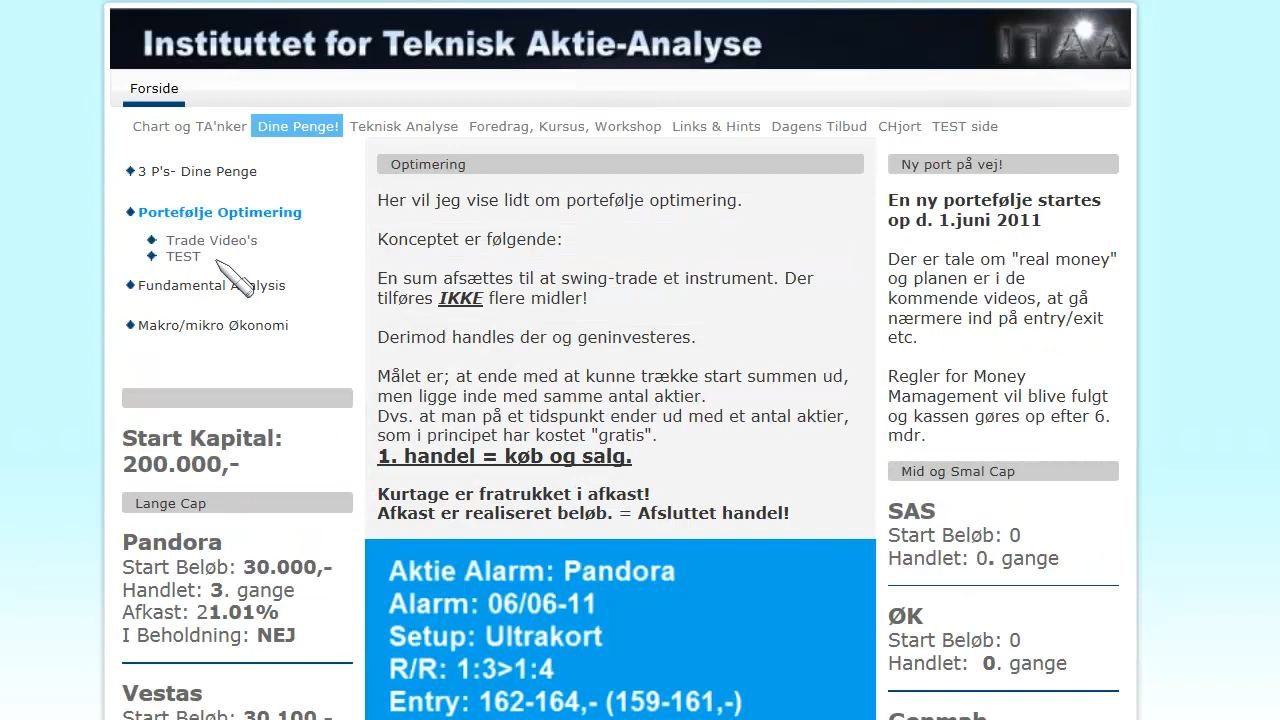 Instituttet for Teknisk Aktie-Analyse
ITAA
Forside
Chart og TA'nker Dine Penge! Teknisk Analyse Foredrag, Kursus, Workshop Links & Hints Dagens Tilbud CHjort TEST side
3 P's- Dine Penge
Portefølje Optimering
Trade Video's
TEST
Fundamental Analysis
Makro/mikro Økonomi
Start Kapital:
200.000,-
Lange Cap
Pandora
Start Beløb: 30.000,-
Handlet: 3. gange
Afkast: 21.01%
I Beholdning: NEJ
Vestas
Start Beløb: 30.100,-
Optimering
Her vil jeg vise lidt om portefølje optimering.
Konceptet er følgende:
En sum afsættes til at swing-trade et instrument. Der
tilføres IKKE flere midler!
Derimod handles der og geninvesteres.
Målet er; at ende med at kunne trække start summen ud,
men ligge inde med samme antal aktier.
Dvs. at man på et tidspunkt ender ud med et antal aktier,
som i principet har kostet "gratis".
1. handel = køb og salg.
Kurtage er fratrukket i afkast!
Afkast er realiseret beløb. = Afsluttet handel!
Aktie Alarm: Pandora
Alarm: 06/06-11
Setup: Ultrakort
R/R: 1:3>1:4
Entry: 162-164,- (159-161,-)
Ny port på vej!
En ny portefølje startes
op d. 1.juni 2011
Der er tale om "real money"
og planen er i de
kommende videos, at gå
nærmere ind på entry/exit
etc.
Regler for Money
Mamagement vil blive fulgt
og kassen gøres op efter 6.
mdr.
Mid og Smal Cap
SAS
Start Beløb: 0
Handlet: 0. gange
ØK
Start Beløb: 0
Handlet: 0. gange
Genmab